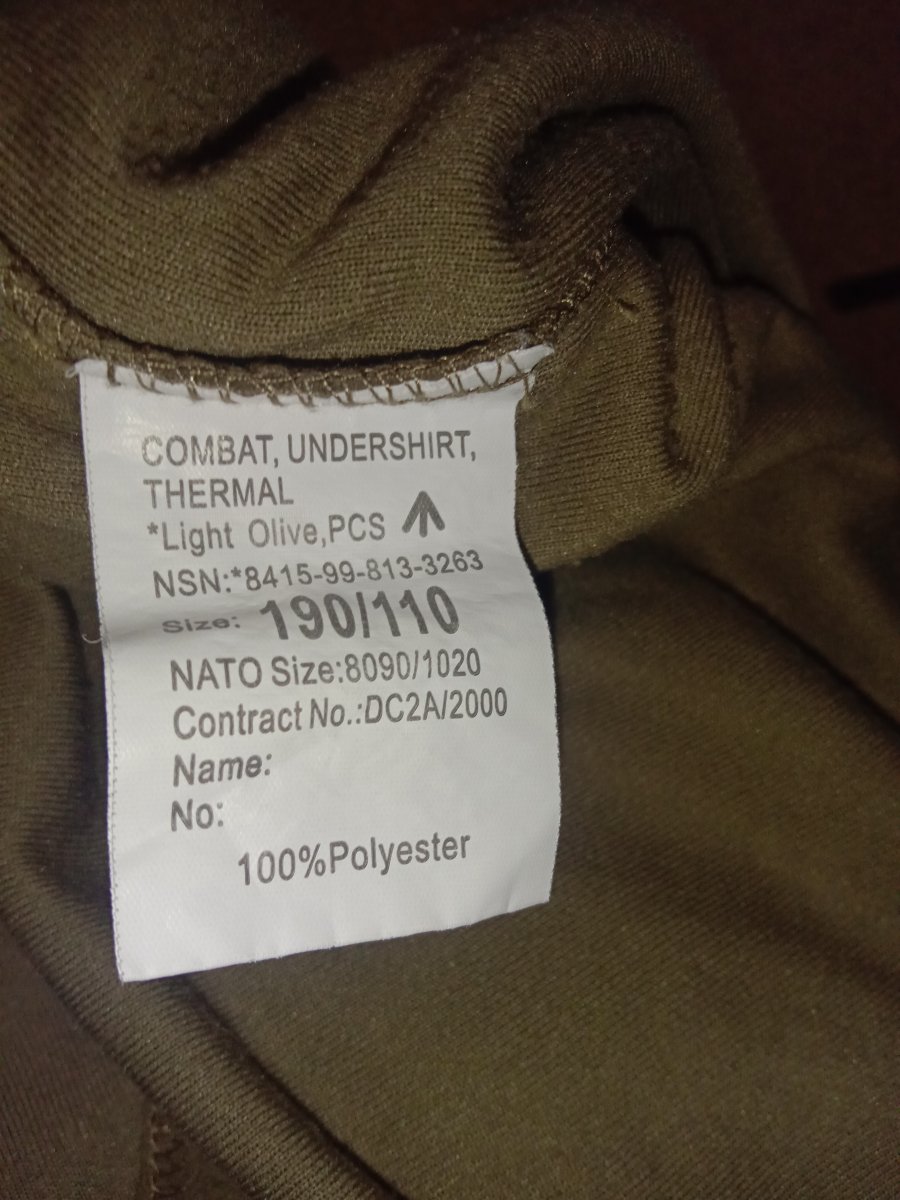 COMBAT, UNDERSHIRT,
THERMAL
*Light Olive,PCS
NSN:*8415-99-813-3263
Size: 190/110
NATO Size:8090/1020
Contract No.:DC2A/2000
Name:
No:
100%Polyester